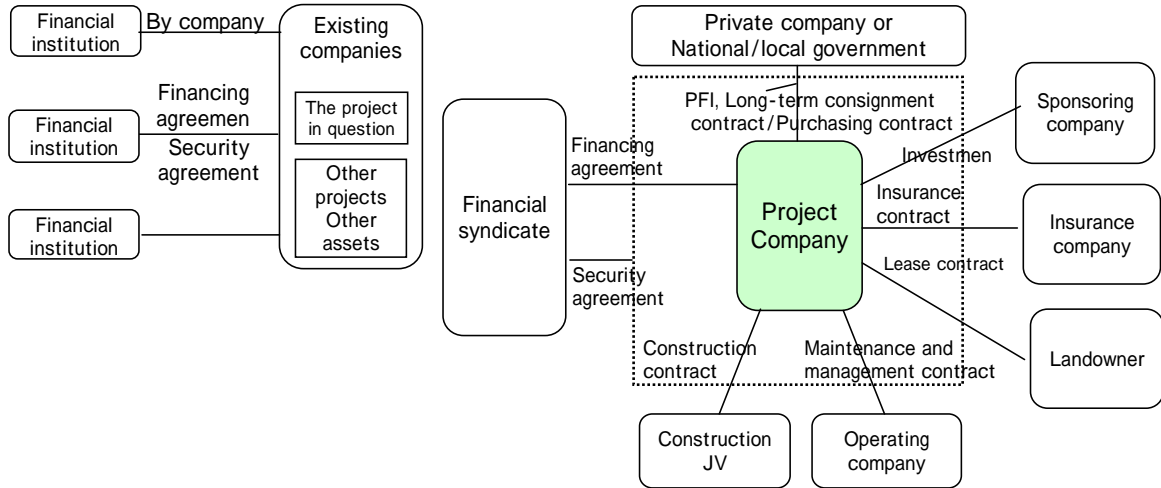 Financial
institution
By company
Financing
agreemen
Security
agreement
Financial
institution
Financial
institution
Existing
companies
The project
in question
Other
projects
Other
assets
Financial
syndicate
Financing
agreement
Security
agreement
Private company or
National/local government
PFI, Long-term consignment
contract/Purchasing contract
Project
Company
Investmen
Insurance
contract
Lease contract
Construction
contract
Maintenance and
management contract
Sponsoring
company
Insurance
company
Landowner
Construction
JV
Operating
company